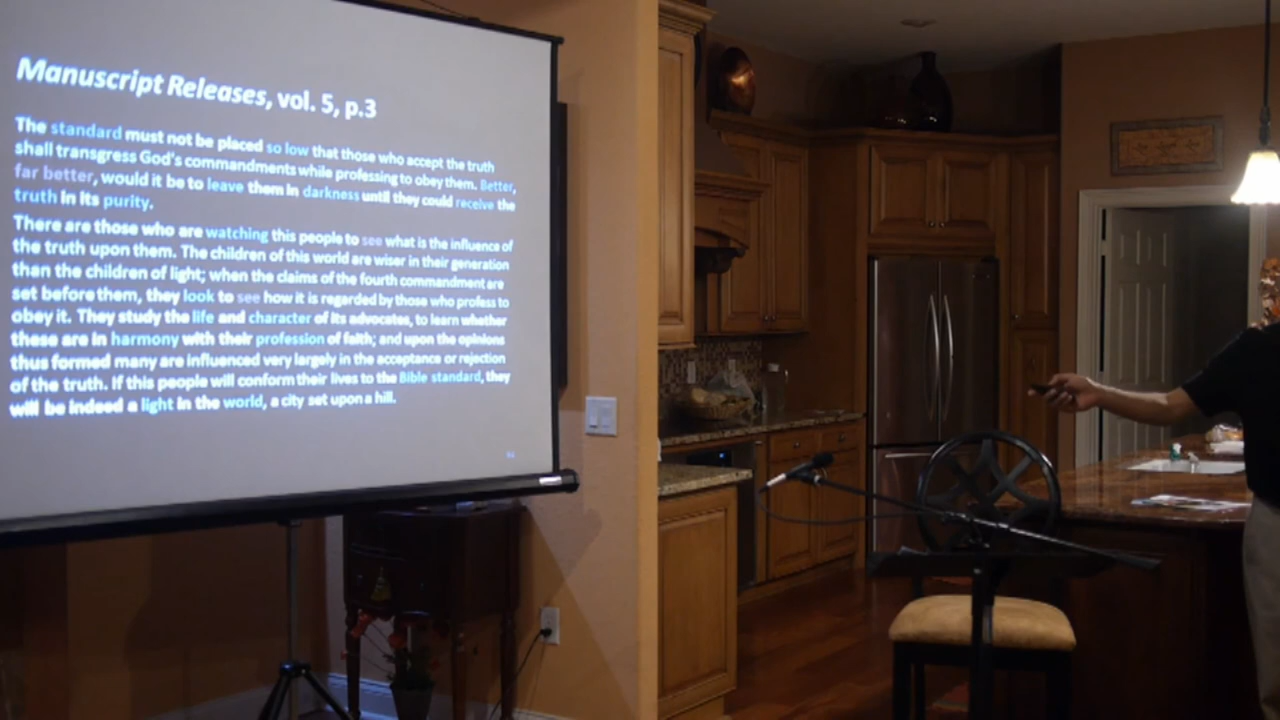 Manuscript Releases, vol. 5, p.3
The standard must not be placed so low that those who accept the truth
shall transgress God's commandments while professing to obey them. Better,
far better, would it be to leave them in darkness until they could receive the
truth in its purity.
There are those who are watching this people to see what is the influence of
the truth upon them. The children of this world are wiser in their generation
than the children of light; when the claims of the fourth commandment are
set before them, they look to see how it is regarded by those who profess to
obey it. They study the life and character of its advocates, to learn whether
these are in harmony with their profession of faith; and upon the opinions
thus formed many are influenced very largely in the acceptance or rejection
of the truth. If this people will conform their lives to the Bible standard, they
will be indeed a light in the world, a city set upon a hill.